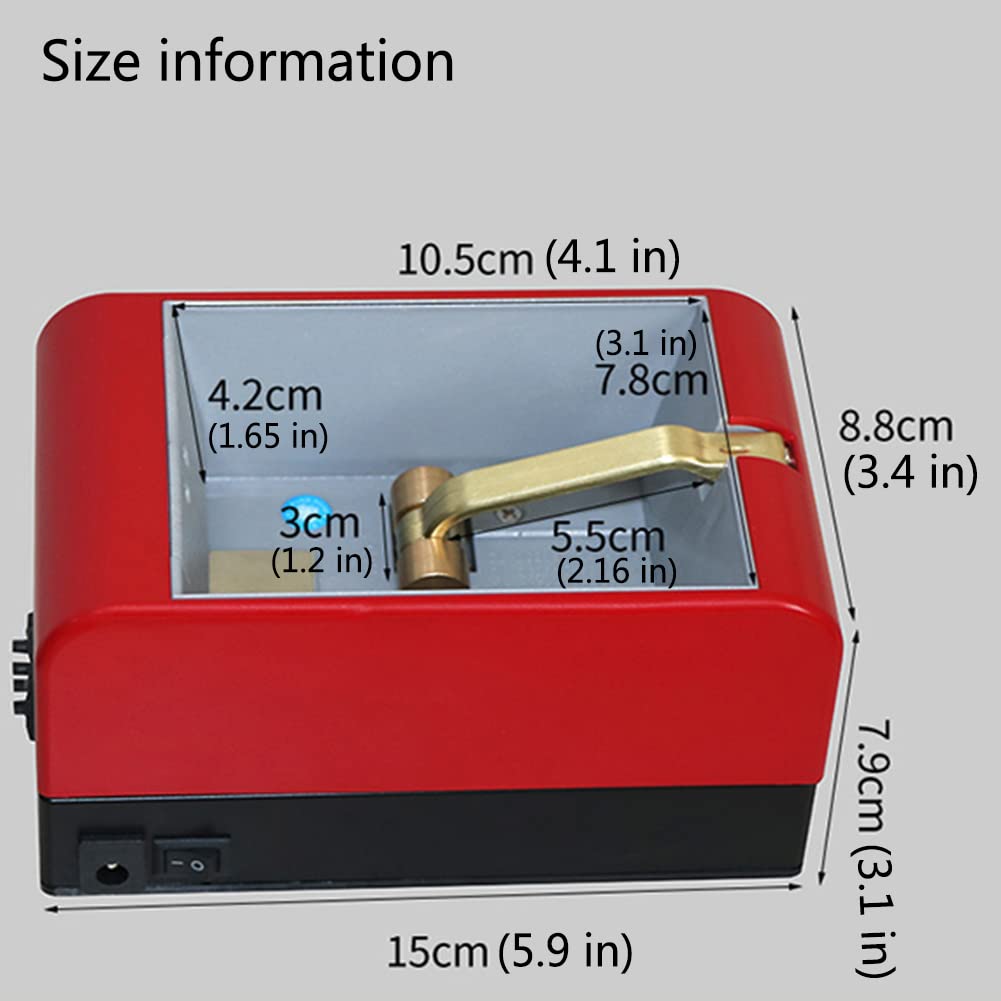 Size information
10.5cm (4.1 in)
(3.1 in)
7.8cm
4.2cm
(1.65 in)
8.8cm
(3.4 in)
3cm
(1.2 in)
5.5cm
(2.16 in)
7.9cm (3.1 in)
15cm (5.9 in)
I O